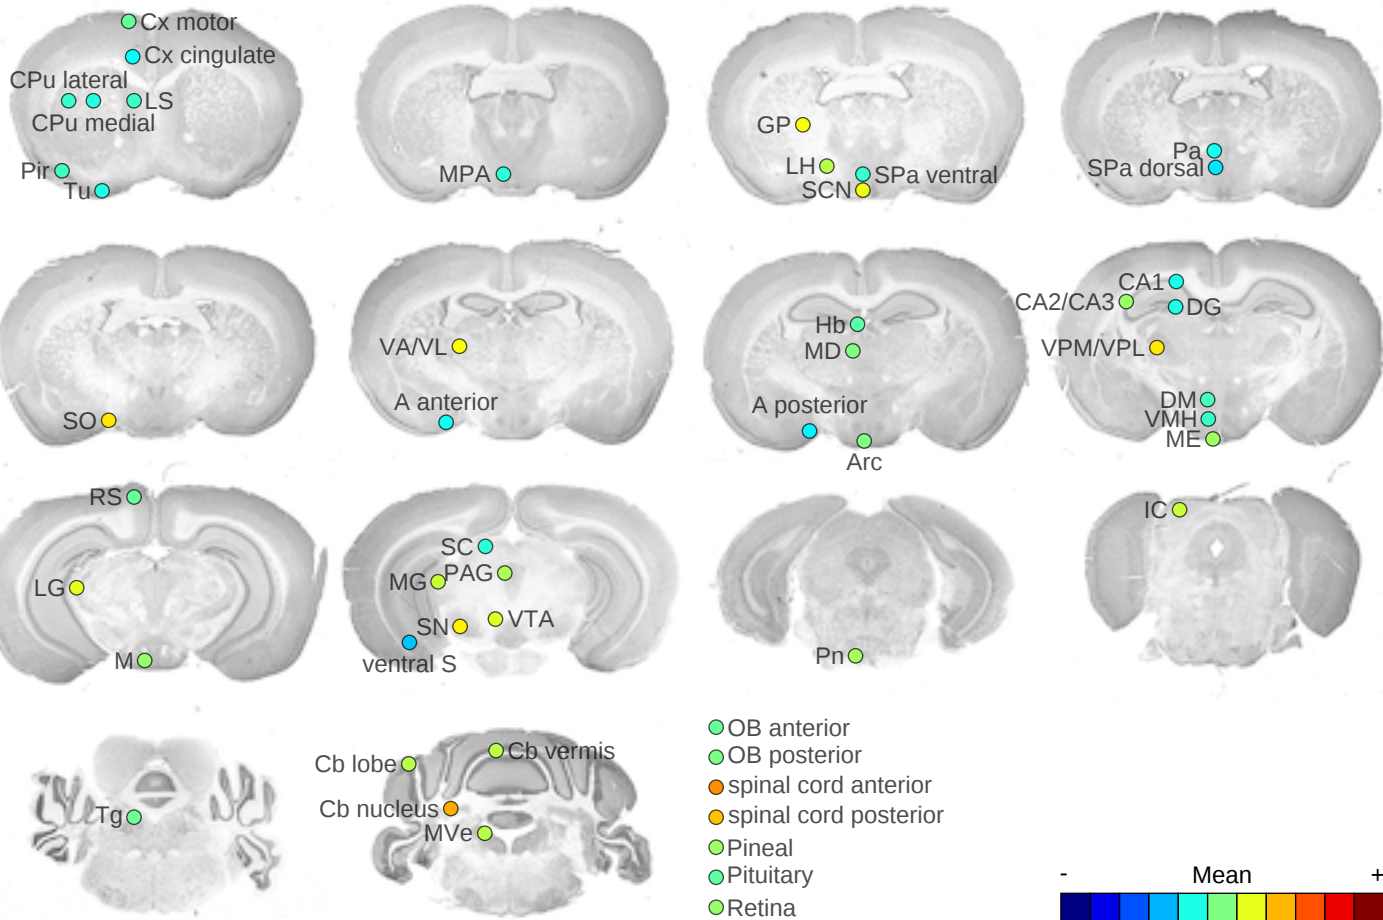 Cx motor
Cx cingulate
CPu lateral
LS
CPu medial
Pir
Tu
MPA
GP
LH
SPa ventral
SCN
Pa
SPa dorsal
SO
VA/VL
A anterior
Hb
MD
A posterior
Arc
CA1
CA2/CA3
DG
VPM/VPL
DM
VMH
ME
RS
LG
M
SC
MG
PAG
SN
VTA
ventral S
Pn
IC
Tg
Cb vermis
Cb lobe
Cb nucleus
MVe
OB anterior
OB posterior
spinal cord anterior
spinal cord posterior
Pineal
Pituitary
Retina
- Mean +